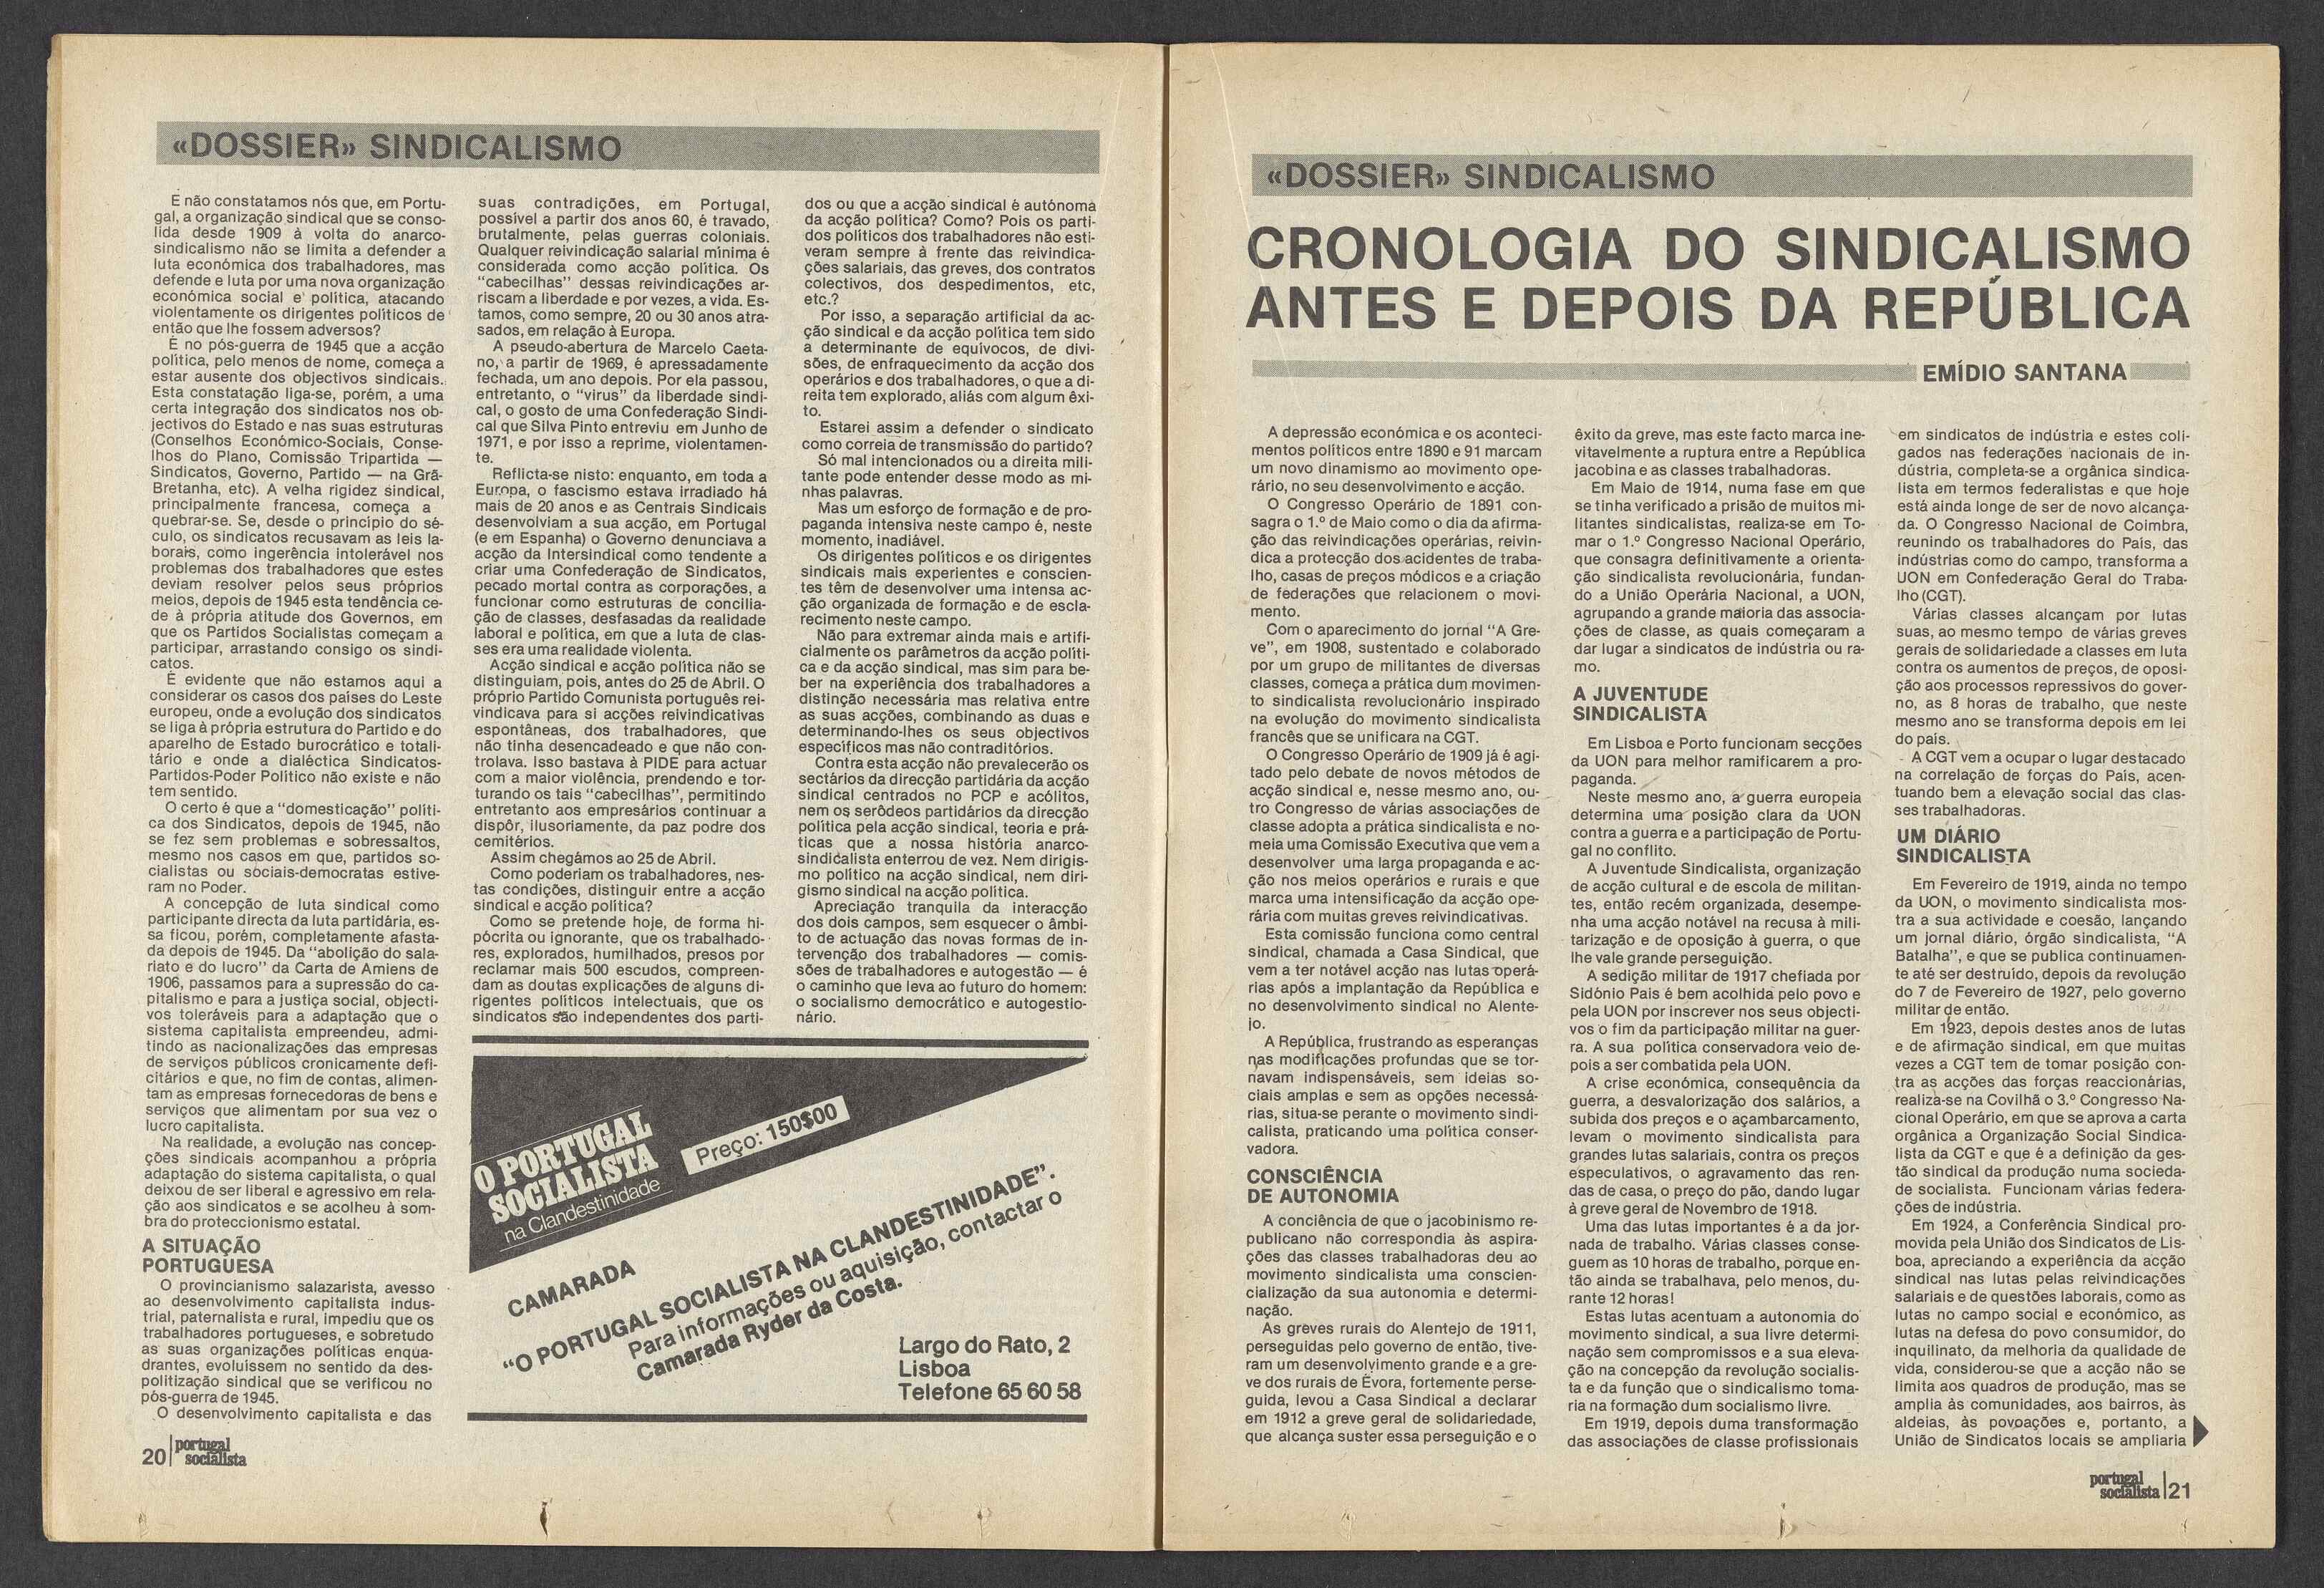 «DOSSIER» SINDICALISMO
E não constatamos nós que, em Portu-
gal, a organização sindical que se conso-
lida desde 1909 à volta do anarco-
sindicalismo não se limita a defender a
luta económica dos trabalhadores, mas
defende e luta por uma nova organização
económica social e política, atacando
violentamente os dirigentes políticos de
então que lhe fossem adversos?
É no pós-guerra de 1945 que a acção
política, pelo menos de nome, começa a
estar ausente dos objectivos sindicais.
Esta constatação liga-se, porém, a uma
certa integração dos sindicatos nos ob-
jectivos do Estado e nas suas estruturas
(Conselhos Económico-Sociais, Conse-
lhos do Plano, Comissão Tripartida —
Sindicatos, Governo, Partido — na Grã-
Bretanha, etc). A velha rigidez sindical,
principalmente francesa, começa a
quebrar-se. Se, desde o princípio do sé-
culo, os sindicatos recusavam as leis la-
borais, como ingerência intolerável nos
problemas dos trabalhadores que estes
deviam resolver pelos seus próprios
meios, depois de 1945 esta tendência ce-
de à própria atitude dos Governos, em
que os Partidos Socialistas começam a
participar, arrastando consigo os sindi-
catos.
É evidente que não estamos aqui a
considerar os casos dos países do Leste
europeu, onde a evolução dos sindicatos
se liga à própria estrutura do Partido e do
aparelho de Estado burocrático e totali-
tário e onde a dialéctica Sindicatos-
Partidos-Poder Político não existe e não
tem sentido.
O certo é que a "domesticação" políti-
ca dos Sindicatos, depois de 1945, não
se fez sem problemas e sobressaltos,
mesmo nos casos em que, partidos so-
cialistas ou sociais-democratas estive-
ram no Poder.
A concepção de luta sindical como
participante directa da luta partidária, es-
sa ficou, porém, completamente afasta-
da depois de 1945. Da "abolição do sala-
riato e do lucro" da Carta de Amiens de
1906, passamos para a supressão do ca-
pitalismo e para a justiça social, objecti-
vos toleráveis para a adaptação que o
sistema capitalista empreendeu, admi-
tindo as nacionalizações das empresas
de serviços públicos cronicamente defi-
citários e que, no fim de contas, alimen-
tam as empresas fornecedoras de bens e
serviços que alimentam por sua vez o
lucro capitalista.
Na realidade, a evolução nas concep-
ções sindicais acompanhou a própria
adaptação do sistema capitalista, o qual
deixou de ser liberal e agressivo em rela-
ção aos sindicatos e se acolheu à som-
bra do proteccionismo estatal.
A SITUAÇÃO
PORTUGUESA
O provincianismo salazarista, avesso
ao desenvolvimento capitalista indus-
trial, paternalista e rural, impediu que os
trabalhadores portugueses, e sobretudo
as suas organizações políticas enqua-
drantes, evoluíssem no sentido da des-
politização sindical que se verificou no
pós-guerra de 1945.
O desenvolvimento capitalista e das
suas contradições, em Portugal,
possível a partir dos anos 60, é travado,
brutalmente, pelas guerras coloniais.
Qualquer reivindicação salarial mínima é
considerada como acção política. Os
"cabecilhas" dessas reivindicações ar-
riscam a liberdade e por vezes, a vida. Es-
tamos, como sempre, 20 ou 30 anos atra-
sados, em relação à Europa.
A pseudo-abertura de Marcelo Caeta-
no, a partir de 1969, é apressadamente
fechada, um ano depois. Por ela passou,
entretanto, o "virus" da liberdade sindi-
cal, o gosto de uma Confederação Sindi-
cal que Silva Pinto entreviu em Junho de
1971, e por isso a reprime, violentamen-
te.
Reflicta-se nisto: enquanto, em toda a
Europa, o fascismo estava irradiado há
mais de 20 anos e as Centrais Sindicais
desenvolviam a sua acção, em Portugal
(e em Espanha) o Governo denunciava a
acção da Intersindical como tendente a
criar uma Confederação de Sindicatos,
pecado mortal contra as corporações, a
funcionar como estruturas de concilia-
ção de classes, desfasadas da realidade
laboral e política, em que a luta de clas-
ses era uma realidade violenta.
Acção sindical e acção política não se
distinguiam, pois, antes do 25 de Abril. O
próprio Partido Comunista português rei-
vindicava para si acções reivindicativas
espontâneas, dos trabalhadores, que
não tinha desencadeado e que não con-
trolava. Isso bastava à PIDE para actuar
com a maior violência, prendendo e tor-
turando os tais "cabecilhas", permitindo
entretanto aos empresários continuar a
dispôr, ilusoriamente, da paz podre dos
cemitérios.
Assim chegámos ao 25 de Abril.
Como poderiam os trabalhadores, nes-
tas condições, distinguir entre a acção
sindical e acção política?
Como se pretende hoje, de forma hi-
pócrita ou ignorante, que os trabalhado-
res, explorados, humilhados, presos por
reclamar mais 500 escudos, compreen-
dam as doutas explicações de alguns di-
rigentes políticos intelectuais, que os
sindicatos são independentes dos parti-
dos ou que a acção sindical é autónoma
da acção política? Como? Pois os parti-
dos políticos dos trabalhadores não esti-
veram sempre à frente das reivindica-
ções salariais, das greves, dos contratos
colectivos, dos despedimentos, etc,
etc.?
Por isso, a separação artificial da ac-
ção sindical e da acção política tem sido
a determinante de equívocos, de divi-
sões, de enfraquecimento da acção dos
operários e dos trabalhadores, o que a di-
reita tem explorado, aliás com algum êxi-
to.
Estarei assim a defender o sindicato
como correia de transmissão do partido?
Só mal intencionados ou a direita mili-
tante pode entender desse modo as mi-
nhas palavras.
Mas um esforço de formação e de pro-
paganda intensiva neste campo é, neste
momento, inadiável.
Os dirigentes políticos e os dirigentes
sindicais mais experientes e conscien-
tes têm de desenvolver uma intensa ac-
ção organizada de formação e de escla-
recimento neste campo.
Não para extremar ainda mais e artifi-
cialmente os parâmetros da acção políti-
ca e da acção sindical, mas sim para be-
ber na experiência dos trabalhadores a
distinção necessária mas relativa entre
as suas acções, combinando as duas e
determinando-lhes os seus objectivos
específicos mas não contraditórios.
Contra esta acção não prevalecerão os
sectários da direcção partidária da acção
sindical centrados no PCP e acólitos,
nem os serôdeos partidários da direcção
política pela acção sindical, teoria e prá-
ticas que a nossa história anarco-
sindicalista enterrou de vez. Nem dirigis-
mo político na acção sindical, nem diri-
gismo sindical na acção política.
Apreciação tranquila da interacção
dos dois campos, sem esquecer o âmbi-
to de actuação das novas formas de in-
tervenção dos trabalhadores — comis-
sões de trabalhadores e autogestão — é
o caminho que leva ao futuro do homem:
o socialismo democrático e autogestio-
nário.
O PORTUGAL
SOCIALISTA
na Clandestinidade
Preço: 150$00
CAMARADA
"O PORTUGAL SOCIALISTA NA CLANDESTINIDADE".
Para informações ou aquisição, contactar o
Camarada Ryder da Costa.
Largo do Rato, 2
Lisboa
Telefone 65 60 58
20 portugal
socialista
«DOSSIER» SINDICALISMO
CRONOLOGIA DO SINDICALISMO
ANTES E DEPOIS DA REPÚBLICA
EMÍDIO SANTANA
A depressão económica e os aconteci-
mentos políticos entre 1890 e 91 marcam
um novo dinamismo ao movimento ope-
rário, no seu desenvolvimento e acção.
O Congresso Operário de 1891 con-
sagra o 1.º de Maio como o dia da afirma-
ção das reivindicações operárias, reivin-
dica a protecção dos acidentes de traba-
lho, casas de preços módicos e a criação
de federações que relacionem o movi-
mento.
Com o aparecimento do jornal "A Gre-
ve", em 1908, sustentado e colaborado
por um grupo de militantes de diversas
classes, começa a prática dum movimen-
to sindicalista revolucionário inspirado
na evolução do movimento sindicalista
francês que se unificara na CGT.
O Congresso Operário de 1909 já é agi-
tado pelo debate de novos métodos de
acção sindical e, nesse mesmo ano, ou-
tro Congresso de várias associações de
classe adopta a prática sindicalista e no-
meia uma Comissão Executiva que vem a
desenvolver uma larga propaganda e ac-
ção nos meios operários e rurais e que
marca uma intensificação da acção ope-
rária com muitas greves reivindicativas.
Esta comissão funciona como central
sindical, chamada a Casa Sindical, que
vem a ter notável acção nas lutas operá-
rias após a implantação da República e
no desenvolvimento sindical no Alente-
jo.
A República, frustrando as esperanças
nas modificações profundas que se tor-
navam indispensáveis, sem ideias so-
ciais amplas e sem as opções necessá-
rias, situa-se perante o movimento sindi-
calista, praticando uma política conser-
vadora.
CONSCIÊNCIA
DE AUTONOMIA
A conciência de que o jacobinismo re-
publicano não correspondia às aspira-
ções das classes trabalhadoras deu ao
movimento sindicalista uma conscien-
cialização da sua autonomia e determi-
nação.
As greves rurais do Alentejo de 1911,
perseguidas pelo governo de então, tive-
ram um desenvolvimento grande e a gre-
ve dos rurais de Évora, fortemente perse-
guida, levou a Casa Sindical a declarar
em 1912 a greve geral de solidariedade,
que alcança suster essa perseguição e o
êxito da greve, mas este facto marca ine-
vitavelmente a ruptura entre a República
jacobina e as classes trabalhadoras.
Em Maio de 1914, numa fase em que
se tinha verificado a prisão de muitos mi-
litantes sindicalistas, realiza-se em To-
mar o 1.º Congresso Nacional Operário,
que consagra definitivamente a orienta-
ção sindicalista revolucionária, fundan-
do a União Operária Nacional, a UON,
agrupando a grande maioria das associa-
ções de classe, as quais começaram a
dar lugar a sindicatos de indústria ou ra-
mo.
A JUVENTUDE
SINDICALISTA
Em Lisboa e Porto funcionam secções
da UON para melhor ramificarem a pro-
paganda.
Neste mesmo ano, a guerra europeia
determina uma posição clara da UON
contra a guerra e a participação de Portu-
gal no conflito.
A Juventude Sindicalista, organização
de acção cultural e de escola de militan-
tes, então recém organizada, desempe-
nha uma acção notável na recusa à mili-
tarização e de oposição à guerra, o que
lhe vale grande perseguição.
A sedição militar de 1917 chefiada por
Sidónio Pais é bem acolhida pelo povo e
pela UON por inscrever nos seus objecti-
vos o fim da participação militar na guer-
ra. A sua política conservadora veio de-
pois a ser combatida pela UON.
A crise económica, consequência da
guerra, a desvalorização dos salários, a
subida dos preços e o açambarcamento,
levam o movimento sindicalista para
grandes lutas salariais, contra os preços
especulativos, o agravamento das ren-
das de casa, o preço do pão, dando lugar
à greve geral de Novembro de 1918.
Uma das lutas importantes é a da jor-
nada de trabalho. Várias classes conse-
guem as 10 horas de trabalho, porque en-
tão ainda se trabalhava, pelo menos, du-
rante 12 horas!
Estas lutas acentuam a autonomia do
movimento sindical, a sua livre determi-
nação sem compromissos e a sua eleva-
ção na concepção da revolução socialis-
ta e da função que o sindicalismo toma-
ria na formação dum socialismo livre.
Em 1919, depois duma transformação
das associações de classe profissionais
em sindicatos de indústria e estes coli-
gados nas federações nacionais de in-
dústria, completa-se a orgânica sindica-
lista em termos federalistas e que hoje
está ainda longe de ser de novo alcança-
da. O Congresso Nacional de Coimbra,
reunindo os trabalhadores do País, das
indústrias como do campo, transforma a
UON em Confederação Geral do Traba-
lho (CGT).
Várias classes alcançam por lutas
suas, ao mesmo tempo de várias greves
gerais de solidariedade a classes em luta
contra os aumentos de preços, de oposi-
ção aos processos repressivos do gover-
no, as 8 horas de trabalho, que neste
mesmo ano se transforma depois em lei
do país.
A CGT vem a ocupar o lugar destacado
na correlação de forças do País, acen-
tuando bem a elevação social das clas-
ses trabalhadoras.
UM DIÁRIO
SINDICALISTA
Em Fevereiro de 1919, ainda no tempo
da UON, o movimento sindicalista mos-
tra a sua actividade e coesão, lançando
um jornal diário, órgão sindicalista, "A
Batalha", e que se publica continuamen-
te até ser destruído, depois da revolução
do 7 de Fevereiro de 1927, pelo governo
militar de então.
Em 1923, depois destes anos de lutas
e de afirmação sindical, em que muitas
vezes a CGT tem de tomar posição con-
tra as acções das forças reaccionárias,
realiza-se na Covilhã o 3.º Congresso Na-
cional Operário, em que se aprova a carta
orgânica a Organização Social Sindica-
lista da CGT e que é a definição da ges-
tão sindical da produção numa socieda-
de socialista. Funcionam várias federa-
ções de indústria.
Em 1924, a Conferência Sindical pro-
movida pela União dos Sindicatos de Lis-
boa, apreciando a experiência da acção
sindical nas lutas pelas reivindicações
salariais e de questões laborais, como as
lutas no campo social e económico, as
lutas na defesa do povo consumidor, do
inquilinato, da melhoria da qualidade de
vida, considerou-se que a acção não se
limita aos quadros de produção, mas se
amplia às comunidades, aos bairros, às
aldeias, às povoações e, portanto, a
União de Sindicatos locais se ampliaria
portugal
socialista 21